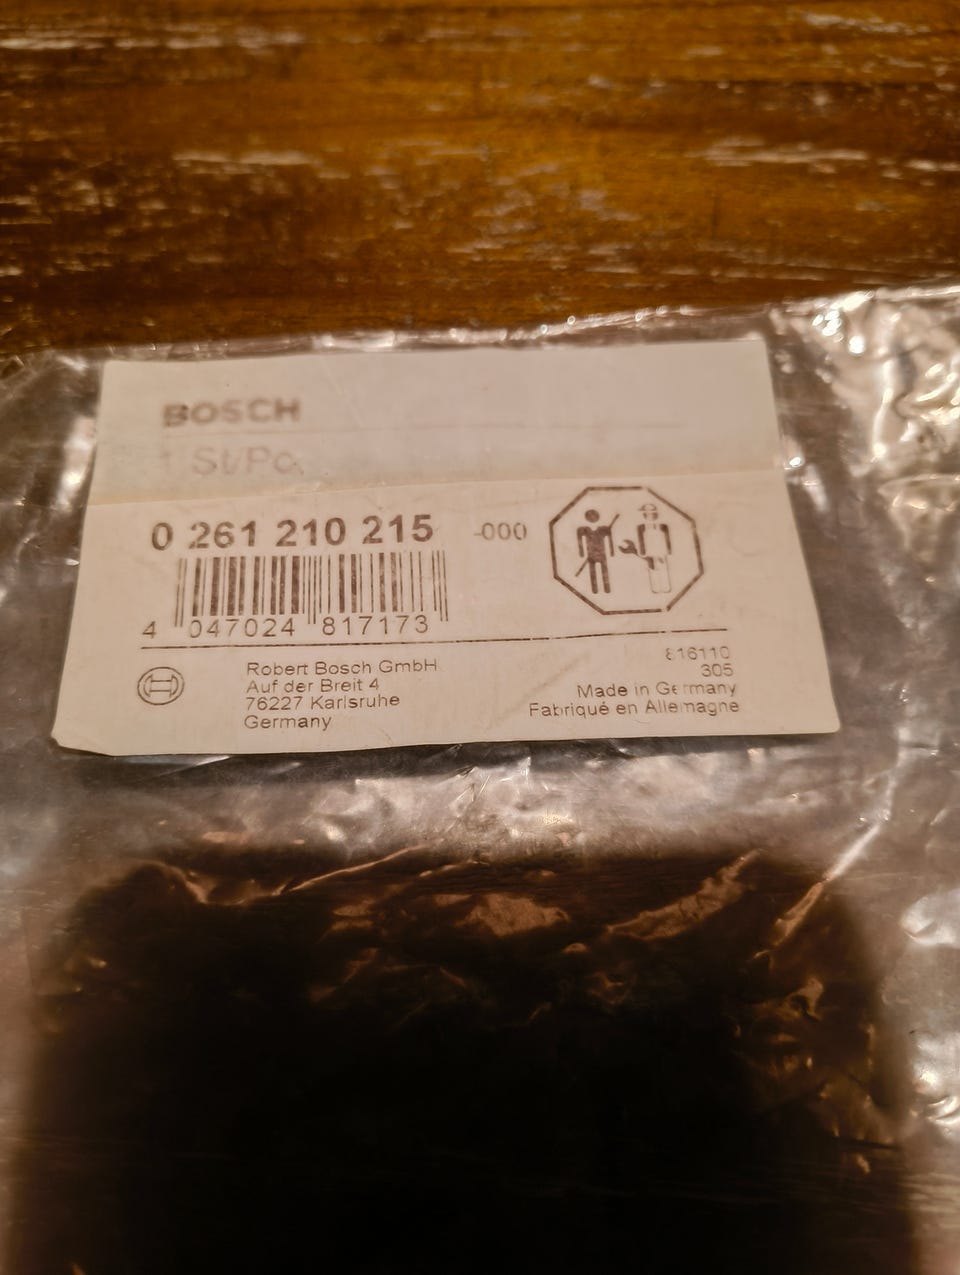 BOSCH
1 St/Pc.
0 261 210 215 -000
4 047024 817173
Robert Bosch GmbH
Auf der Breit 4
76227 Karlsruhe
Germany
816110
305
Made in Germany
Fabriqué en Allemagne